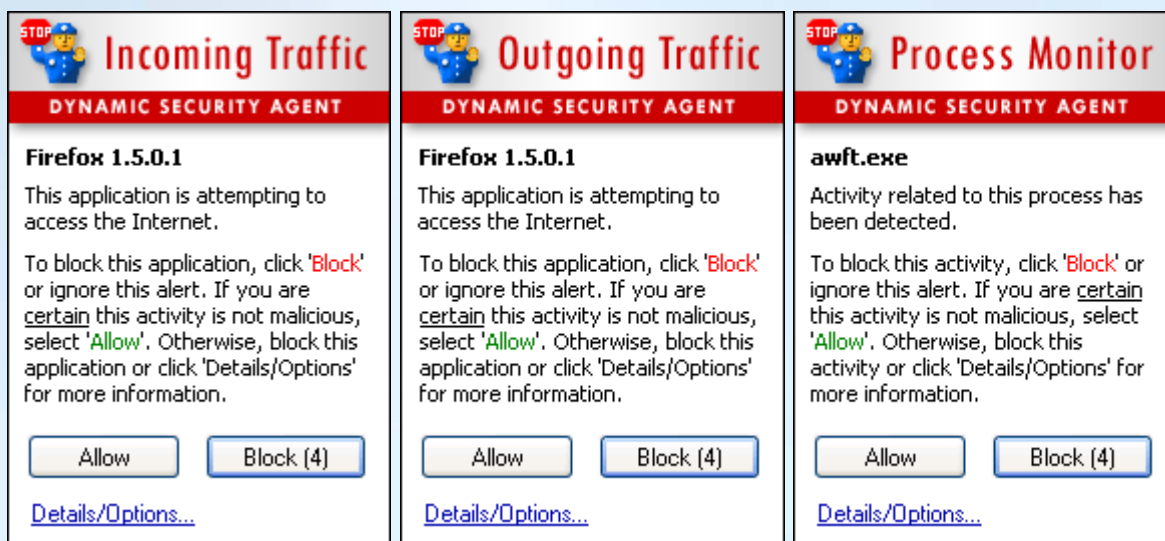 STOP
Incoming Traffic
DYNAMIC SECURITY AGENT
Firefox 1.5.0.1
This application is attempting to
access the Internet.
To block this application, click 'Block'
or ignore this alert. If you are
certain this activity is not malicious,
select 'Allow'. Otherwise, block this
application or click 'Details/Options'
for more information.
Allow
Block (4)
Details/Options...
STOP
Outgoing Traffic
DYNAMIC SECURITY AGENT
Firefox 1.5.0.1
This application is attempting to
access the Internet.
To block this application, click 'Block'
or ignore this alert. If you are
certain this activity is not malicious,
select 'Allow'. Otherwise, block this
application or click 'Details/Options'
for more information.
Allow
Block (4)
Details/Options...
STOP
Process Monitor
DYNAMIC SECURITY AGENT
awft.exe
Activity related to this process has
been detected.
To block this activity, click 'Block' or
ignore this alert. If you are certain
this activity is not malicious, select
'Allow'. Otherwise, block this
activity or click 'Details/Options' for
more information.
Allow
Block (4)
Details/Options...